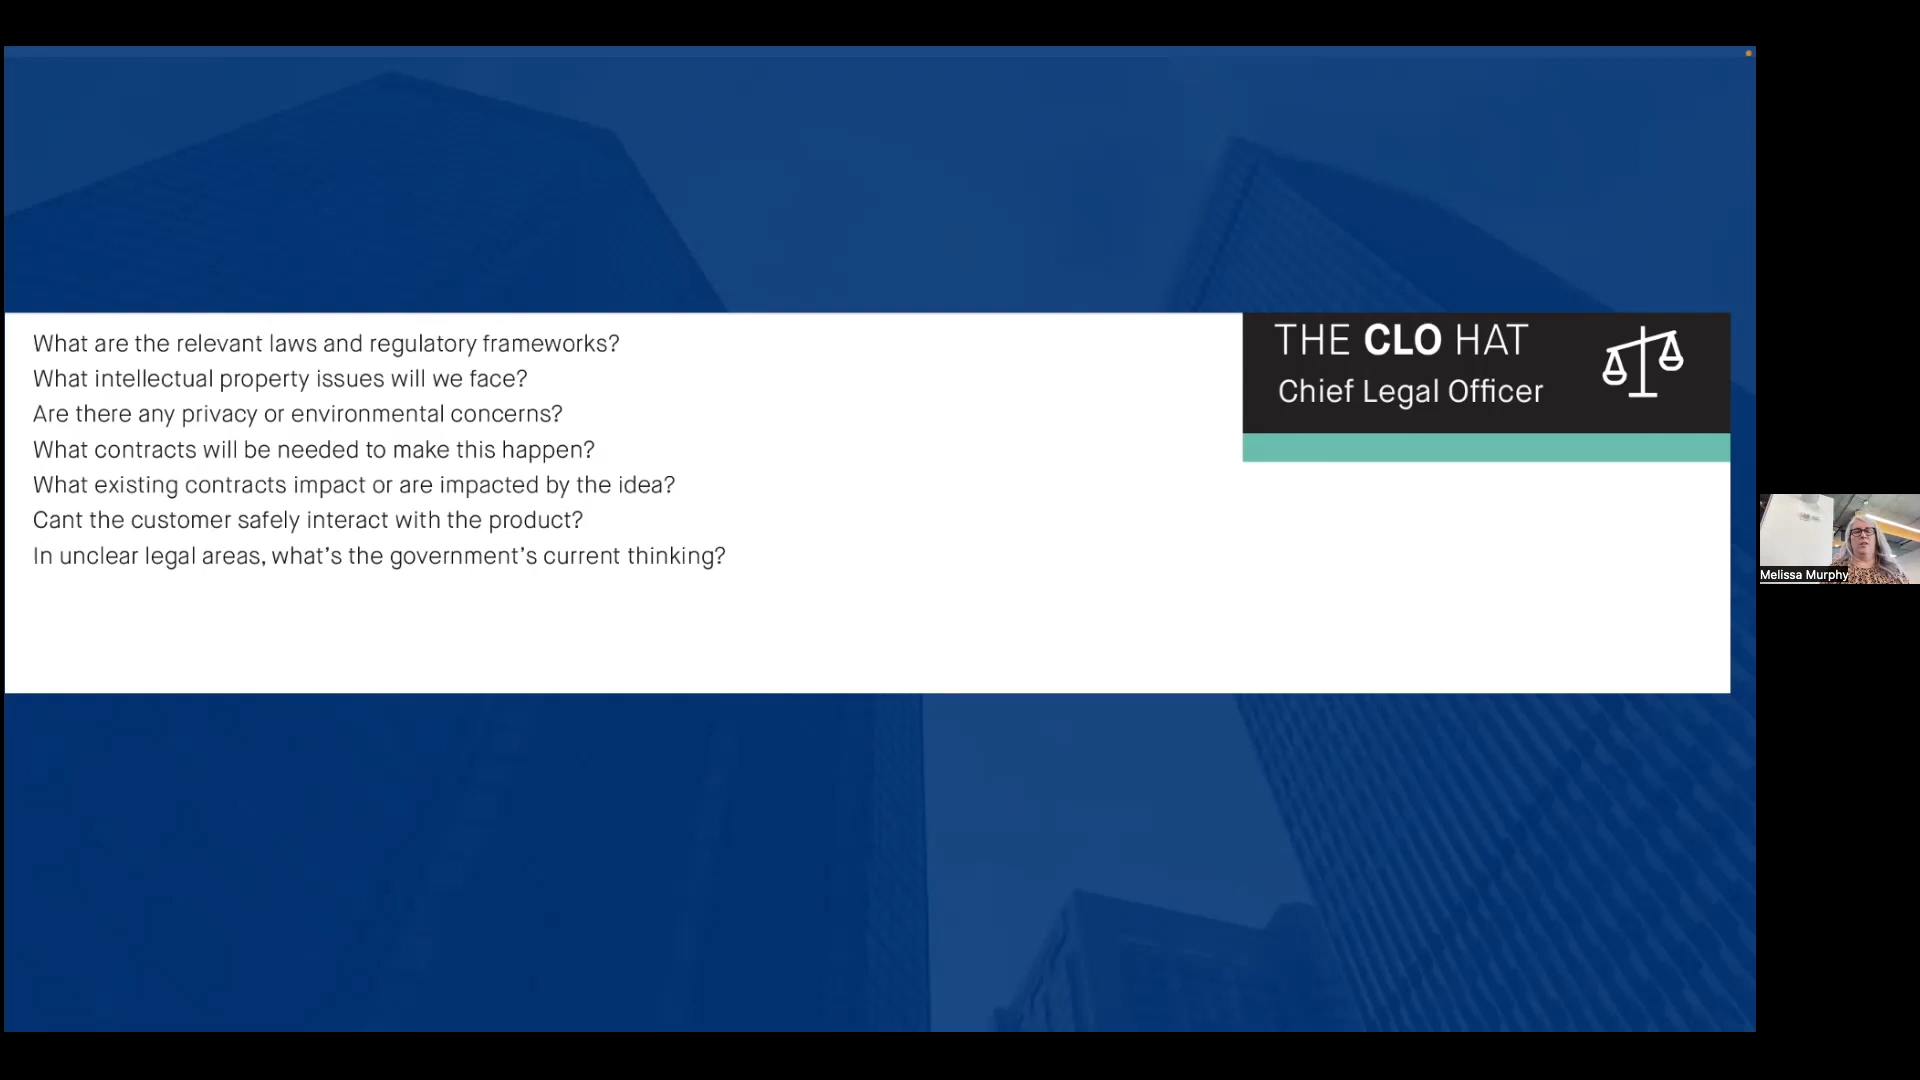 What are the relevant laws and regulatory frameworks?
What intellectual property issues will we face?
Are there any privacy or environmental concerns?
What contracts will be needed to make this happen?
What existing contracts impact or are impacted by the idea?
Cant the customer safely interact with the product?
In unclear legal areas, what’s the government’s current thinking?
THE CLO HAT
Chief Legal Officer
Melissa Murphy